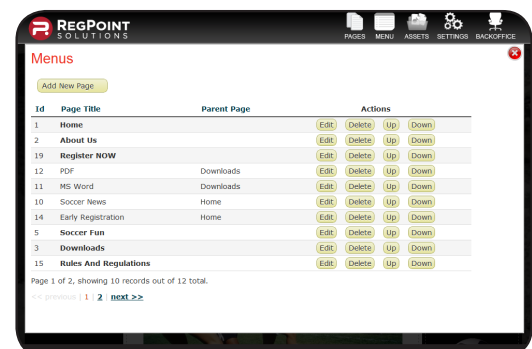 REGPOINT
SOLUTIONS
PAGES MENU ASSETS SETTINGS BACKOFFICE
Menus
Add New Page
Id Page Title Parent Page Actions
1 Home Edit Delete Up Down
2 About Us Edit Delete Up Down
19 Register NOW Edit Delete Up Down
12 PDF Downloads Edit Delete Up Down
11 MS Word Downloads Edit Delete Up Down
10 Soccer News Home Edit Delete Up Down
14 Early Registration Home Edit Delete Up Down
5 Soccer Fun Edit Delete Up Down
3 Downloads Edit Delete Up Down
15 Rules And Regulations Edit Delete Up Down
Page 1 of 2, showing 10 records out of 12 total.
<< previous | 1 | 2 | next >>